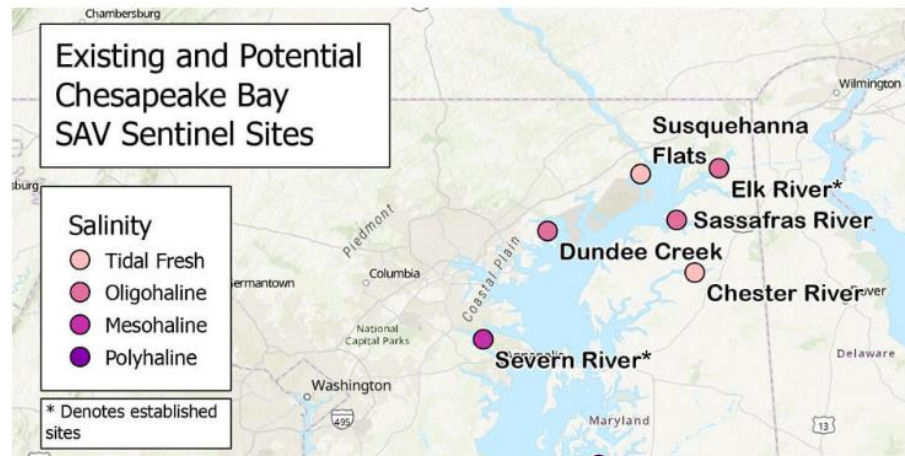 Chambersburg
Existing and Potential
Chesapeake Bay
SAV Sentinel Sites
Wilmington
Susquehanna
Flats
Elk River*
Sassafras River
Dundee Creek
Chester River
Dover
Severn River*
Salinity
Tidal Fresh
Oligohaline
Mesohaline
Polyhaline
* Denotes established
sites
Piedmont
Coastal Plain
Columbia
National
Capital Parks
Washington
495
Maryland
Delaware
13